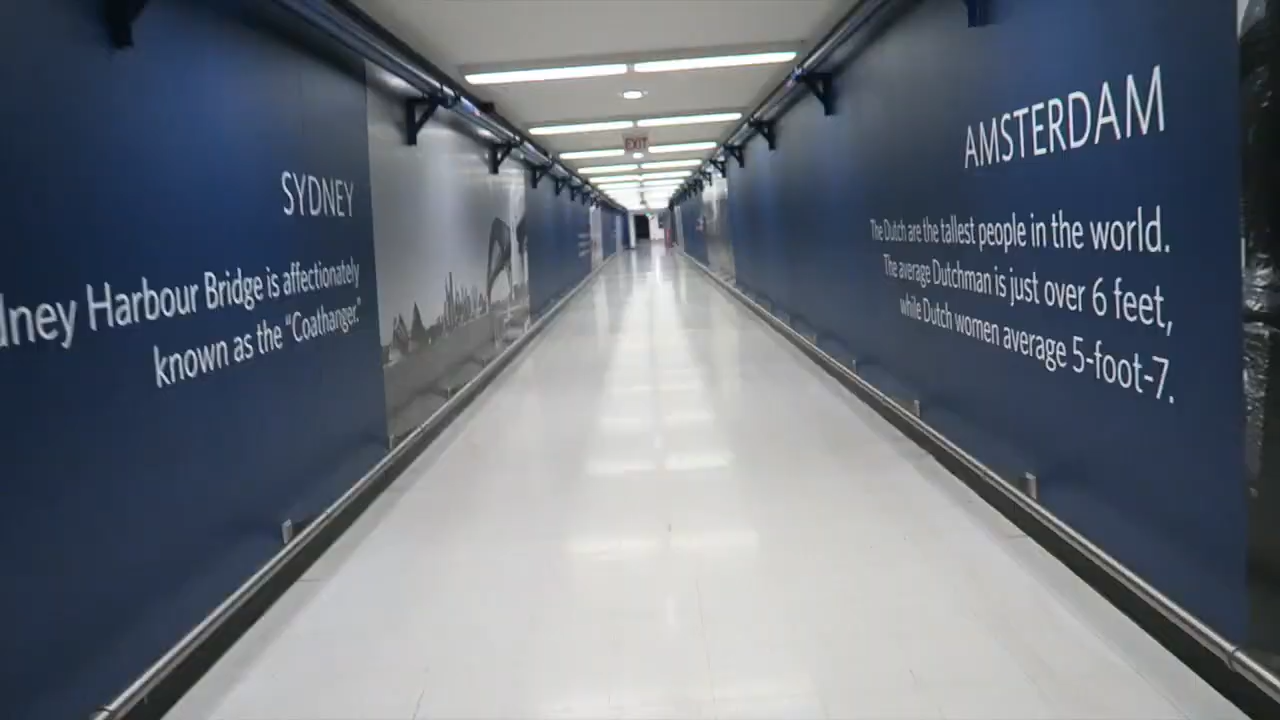 SYDNEY
dney Harbour Bridge is affectionately
known as the “Coathanger.”
EXIT
AMSTERDAM
The Dutch are the tallest people in the world.
The average Dutchman is just over 6 feet,
while Dutch women average 5-foot-7.